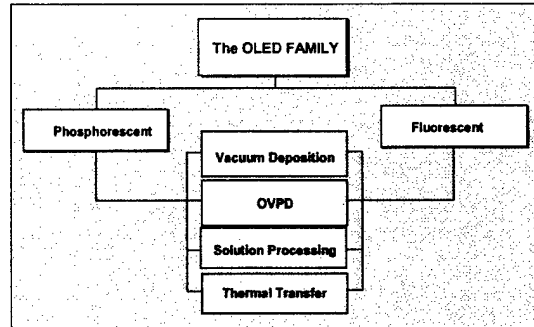 The OLED FAMILY
Phosphorescent
Fluorescent
Vacuum Deposition
OVPD
Solution Processing
Thermal Transfer